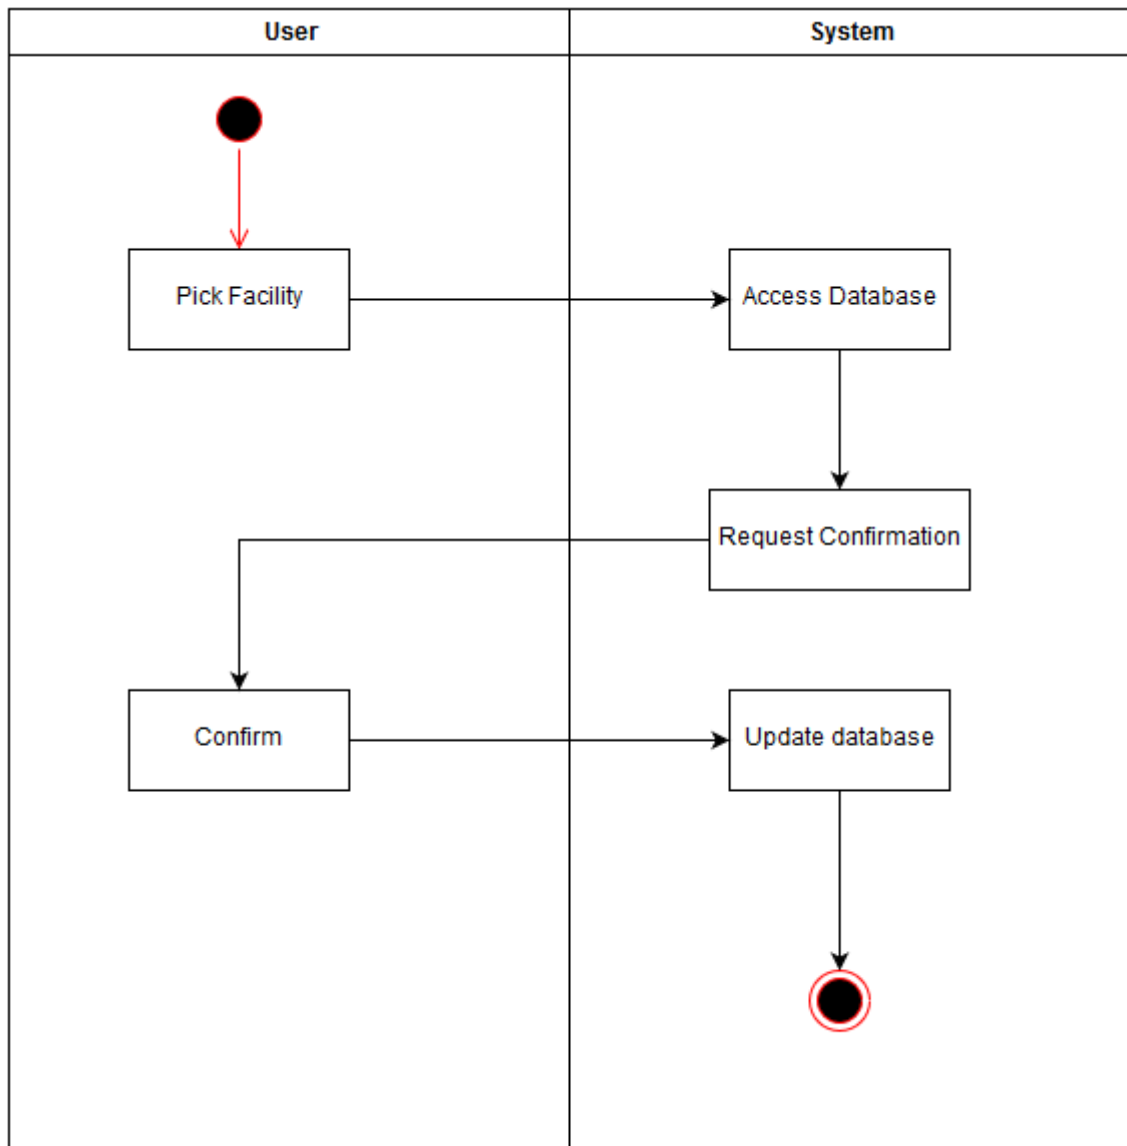 User
System
Pick Facility
Access Database
Request Confirmation
Confirm
Update database